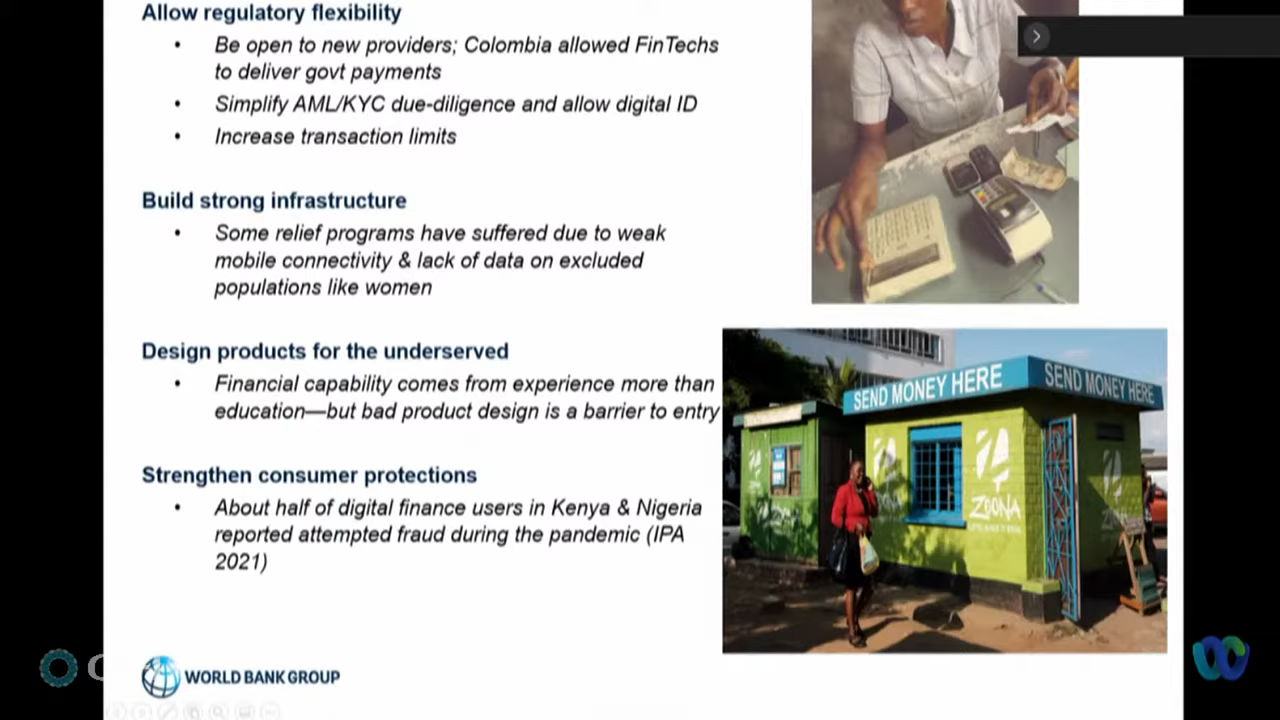 Allow regulatory flexibility
• Be open to new providers; Colombia allowed FinTechs
to deliver govt payments
• Simplify AML/KYC due-diligence and allow digital ID
• Increase transaction limits
Build strong infrastructure
• Some relief programs have suffered due to weak
mobile connectivity & lack of data on excluded
populations like women
Design products for the underserved
• Financial capability comes from experience more than
education—but bad product design is a barrier to entry
Strengthen consumer protections
• About half of digital finance users in Kenya & Nigeria
reported attempted fraud during the pandemic (IPA
2021)
SEND MONEY HERE
SEND MONEY HERE
ZOONA
WORLD BANK GROUP